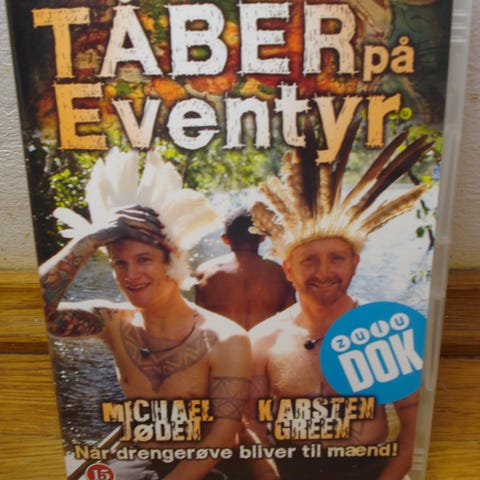 TÅBER på
Eventyr
zulu
DOK
MICHAEL
JØDEN
KARSTEN
GREEN
Når drengerøve bliver til mænd!
15